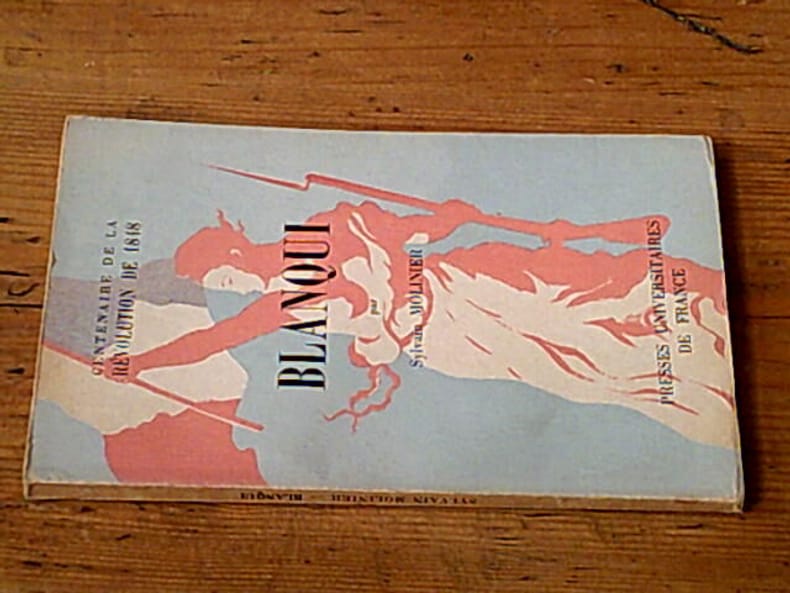 CENTENAIRE DE LA
RÉVOLUTION DE 1848
BLANQUI
par
Sylvain MOLINIER
PRESSES UNIVERSITAIRES
DE FRANCE
SYLVAIN MOLINIER - BLANQUI